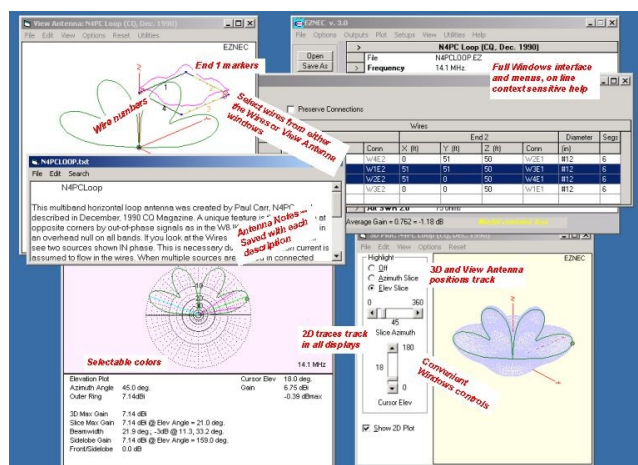 View Antenna: N4PC Loop (CQ, Dec. 1990)
File Edit View Options Reset Utilities
EZNEC
Z
End 1 markers
1
4
Wire numbers
Select wires from either
the Wires or View Antenna
windows
EZNEC v. 3.0
File Options Outputs Plot Setups View Utilities Help
Open
Save As
> N4PC Loop (CQ, Dec. 1990)
File N4PCLOOP.EZ
> Frequency 14.1 MHz
Full Windows interface
and menus, on line
context sensitive help
Preserve Connections
Wires
End 2 Diameter Segs
Conn X (ft) Y (ft) Z (ft) Conn (in)
W4E2 0 51 50 W3E1 #12 6
W1E2 51 51 50 W4E1 #12 6
W2E1 51 0 50 W1E1 #12 6
W3E2 0 0 50 #12 6
Average Gain = 0.762 = -1.18 dB
N4PCLOOP.txt
File Edit Search
N4PCLoop
This multiband horizontal loop antenna was created by Paul Carr, N4PC
described in December, 1990 CQ Magazine. A unique feature is
at
opposite corners by out-of-phase signals as in the W8
in
an overhead null on all bands. If you look at the Wires
see two sources shown IN phase. This is necessary
current is
assumed to flow in the wires. When multiple sources are
in connected
Antenna Notes --
Saved with each
description
Selectable colors
14.1 MHz
2D traces track
in all displays
Elevation Plot Cursor Elev 18.0 deg.
Azimuth Angle 45.0 deg. Gain 6.75 dBi
Outer Ring 7.14dBi -0.39 dBmax
3D Max Gain 7.14 dBi
Slice Max Gain 7.14 dBi @ Elev Angle = 21.0 deg.
Beamwidth 21.9 deg.; -3dB @ 11.3, 33.2 deg.
Sidelobe Gain 7.14 dBi @ Elev Angle = 159.0 deg.
Front/Sidelobe 0.0 dB
File Edit View Options Reset
EZNEC
Highlight
Off
Azimuth Slice
Elev Slice
0 360
45
Slice Azimuth
180
18
0
Cursor Elev
Show 2D Plot
3D and View Antenna
positions track
Convenient
Windows controls